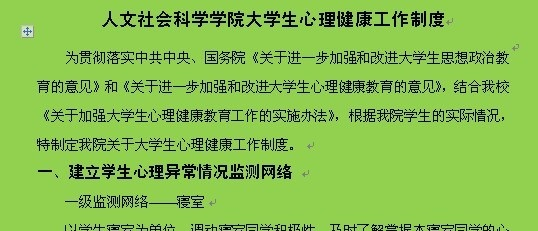 人文社会科学学院大学生心理健康工作制度
为贯彻落实中共中央、国务院《关于进一步加强和改进大学生思想政治教
育的意见》和《关于进一步加强和改进大学生心理健康教育的意见》，结合我校
《关于加强大学生心理健康教育工作的实施办法》，根据我院学生的实际情况，
特制定我院关于大学生心理健康工作制度。
一、建立学生心理异常情况监测网络
一级监测网络——寝室
以学生寝室为单位，调动寝室同学积极性，及时了解掌握本寝室同学的心